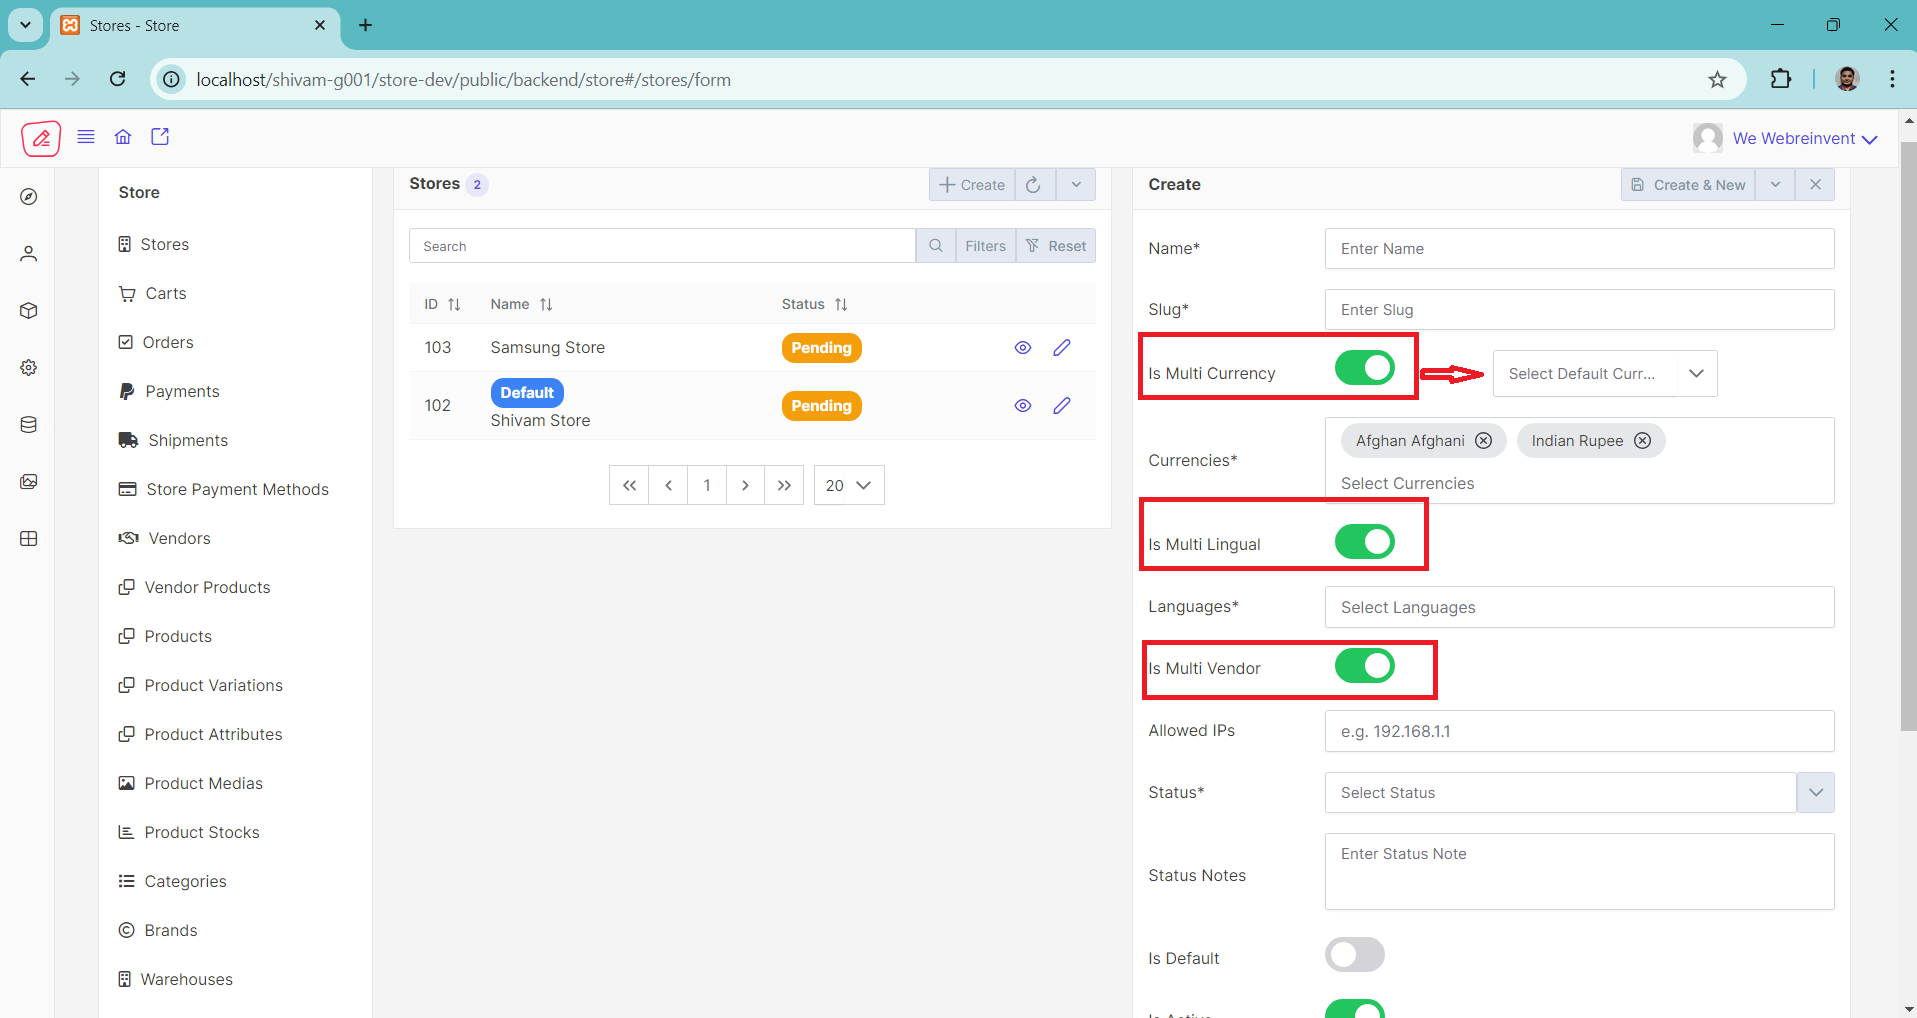 Stores - Store
localhost/shivam-g001/store-dev/public/backend/store#/stores/form
We Webreinvent
Store
Stores
Carts
Orders
Payments
Shipments
Store Payment Methods
Vendors
Vendor Products
Products
Product Variations
Product Attributes
Product Medias
Product Stocks
Categories
Brands
Warehouses
Stores 2
Create
Search
Filters
Reset
ID Name Status
103 Samsung Store Pending
102 Default Shivam Store Pending
1
20
Create
Create & New
Name*
Enter Name
Slug*
Enter Slug
Is Multi Currency
Select Default Curr...
Currencies*
Afghan Afghani
Indian Rupee
Select Currencies
Is Multi Lingual
Languages*
Select Languages
Is Multi Vendor
Allowed IPs
e.g. 192.168.1.1
Status*
Select Status
Status Notes
Enter Status Note
Is Default